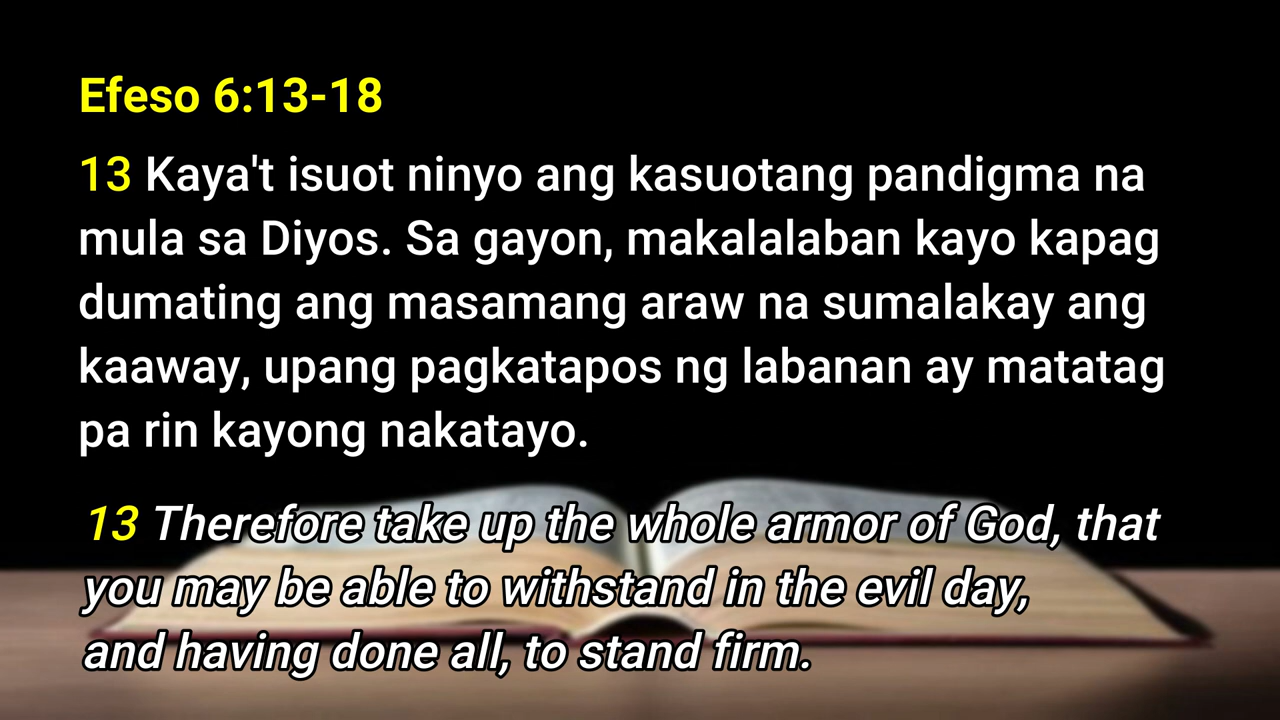 Efeso 6:13-18
13 Kaya't isuot ninyo ang kasuotang pandigma na
mula sa Diyos. Sa gayon, makalalaban kayo kapag
dumating ang masamang araw na sumalakay ang
kaaway, upang pagkatapos ng labanan ay matatag
pa rin kayong nakatayo.
13 Therefore take up the whole armor of God, that
you may be able to withstand in the evil day,
and having done all, to stand firm.